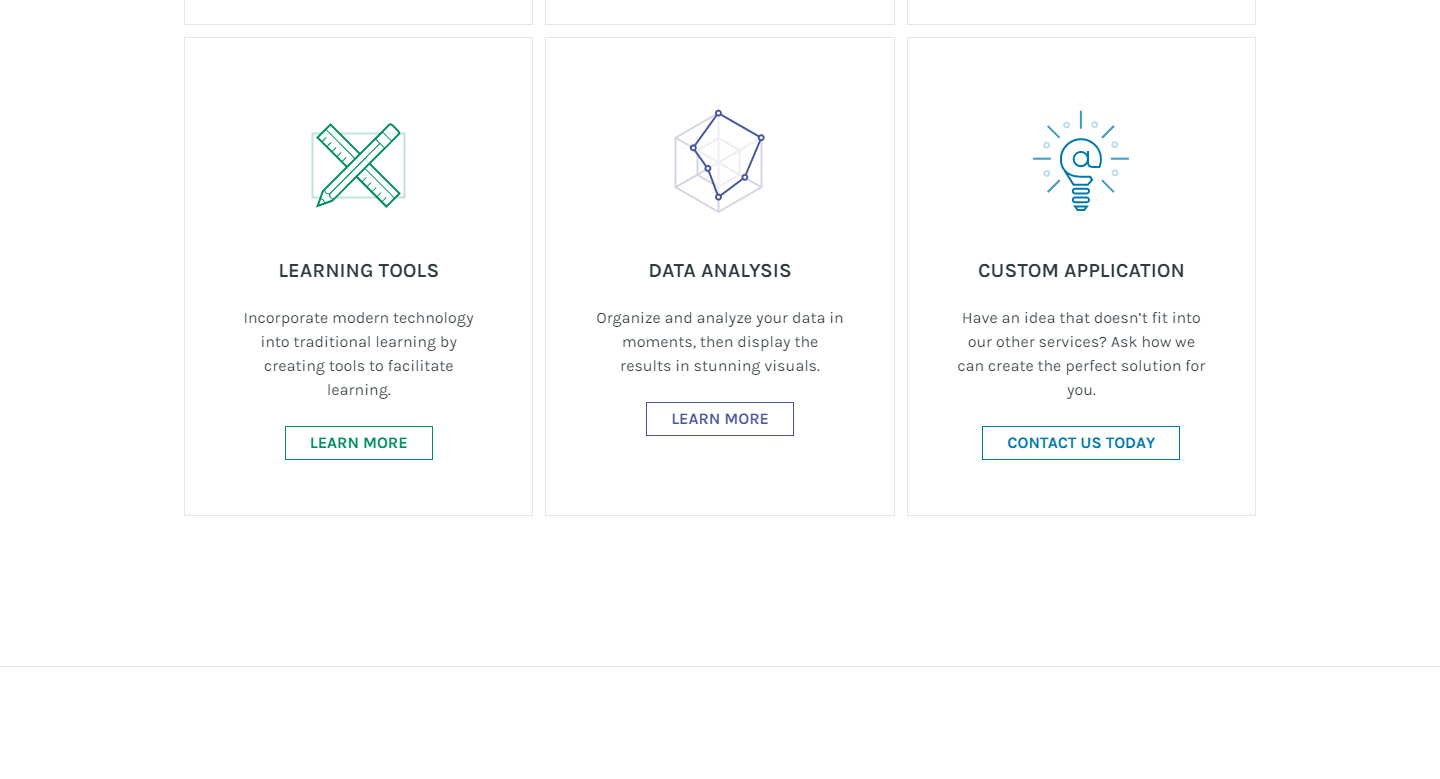 LEARNING TOOLS
Incorporate modern technology
into traditional learning by
creating tools to facilitate
learning.
LEARN MORE
DATA ANALYSIS
Organize and analyze your data in
moments, then display the
results in stunning visuals.
LEARN MORE
CUSTOM APPLICATION
Have an idea that doesn’t fit into
our other services? Ask how we
can create the perfect solution for
you.
CONTACT US TODAY